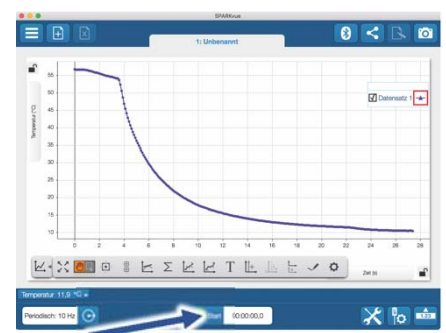 SPARKvue
1: Unbenannt
55
50
45
40
35
30
25
20
15
10
Temperatur (°C)
Datensatz 1
0 2 4 6 8 10 12 14 16 18 20 22 24 26 28
Zeit (s)
Temperatur 11,9 °C
Periodisch: 10 Hz
Start
00:00:00,0
1.23